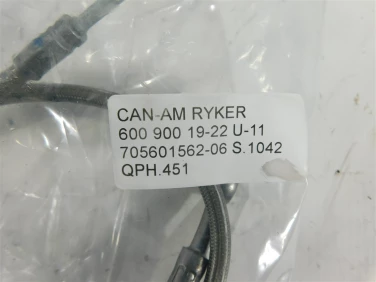 CAN-AM RYKER
600 900 19-22 U-11
705601562-06 S.1042
QPH.451